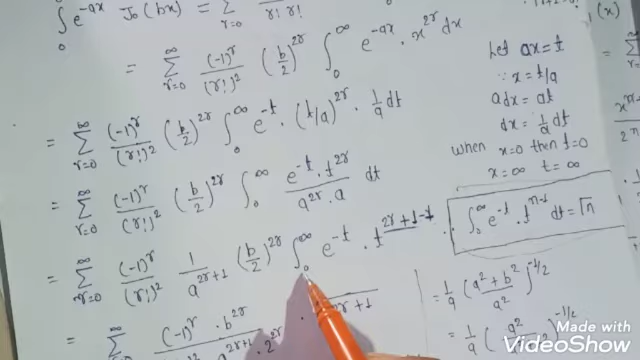 ∫₀^∞ e^-ax J₀(bx) = Σ_{r=0}^∞ r! r!
= Σ_{r=0}^∞ (-1)^r/(r!)² (b/2)^2r ∫₀^∞ e^-ax · x^2r dx
= Σ_{r=0}^∞ (-1)^r/(r!)² (b/2)^2r ∫₀^∞ e^-t · (t/a)^2r · 1/a dt
= Σ_{r=0}^∞ (-1)^r/(r!)² (b/2)^2r ∫₀^∞ (e^-t · t^2r)/(a^2r · a) dt
= Σ_{r=0}^∞ (-1)^r/(r!)² 1/a^2r+1 (b/2)^2r ∫₀^∞ e^-t · t^2r+1-1
= Σ (-1)^r · b^2r
Let ax = t
∵ x = t/a
adx = dt
dx = 1/a dt
when x=0 then t=0
x=∞ t=∞
∫₀^∞ e^-t · t^n-1 dt = Γn
= 1/a (a²+b²/a²)^-1/2
Made with
VideoShow